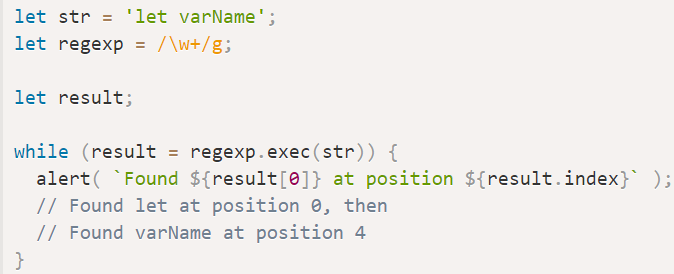 let str = 'let varName';
let regexp = /\w+/g;
let result;
while (result = regexp.exec(str)) {
  alert( `Found ${result[0]} at position ${result.index}` );
  // Found let at position 0, then
  // Found varName at position 4
}